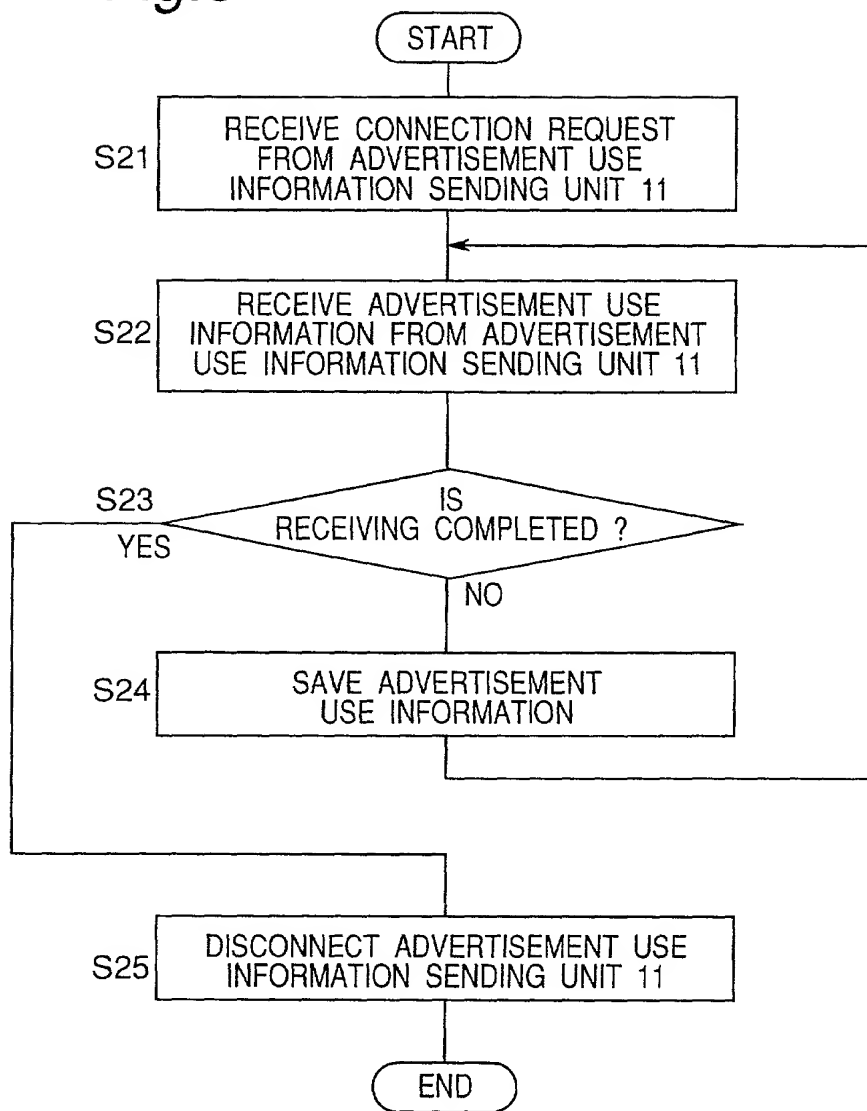 START
S21
RECEIVE CONNECTION REQUEST
FROM ADVERTISEMENT USE
INFORMATION SENDING UNIT 11
S22
RECEIVE ADVERTISEMENT USE
INFORMATION FROM ADVERTISEMENT
USE INFORMATION SENDING UNIT 11
S23
IS
RECEIVING COMPLETED ?
YES
NO
S24
SAVE ADVERTISEMENT
USE INFORMATION
S25
DISCONNECT ADVERTISEMENT USE
INFORMATION SENDING UNIT 11
END